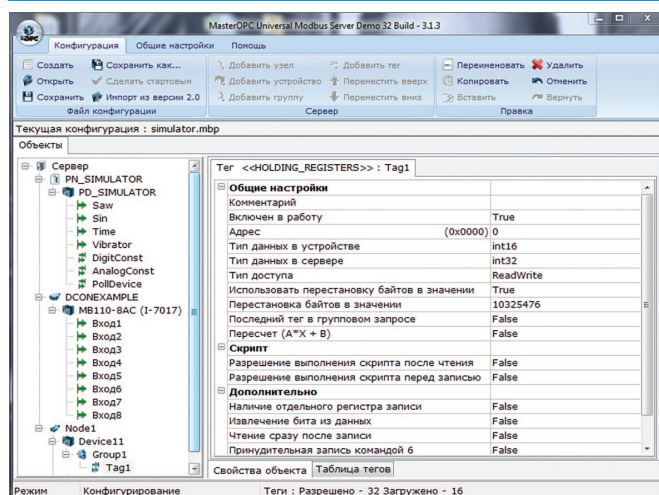 MasterOPC Universal Modbus Server Demo 32 Build - 3.1.3
OPC
Конфигурация Общие настройки Помощь
Создать Сохранить как... Добавить узел Добавить тег Переименовать Удалить
Открыть Сделать стартовым Добавить устройство Переместить вверх Копировать Отменить
Сохранить Импорт из версии 2.0 Добавить группу Переместить вниз Вставить Вернуть
Файл конфигурации Сервер Правка
Текущая конфигурация : simulator.mbp
Объекты
Сервер
PN_SIMULATOR
PD_SIMULATOR
Saw
Sin
Time
Vibrator
DigitConst
AnalogConst
PollDevice
DCONEXAMPLE
MB110-8AC (I-7017)
Вход1
Вход2
Вход3
Вход4
Вход5
Вход6
Вход7
Вход8
Node1
Device11
Group1
Tag1
Тег <<HOLDING_REGISTERS>> : Tag1
Общие настройки
Комментарий
Включен в работу True
Адрес (0x0000) 0
Тип данных в устройстве int16
Тип данных в сервере int32
Тип доступа ReadWrite
Использовать перестановку байтов в значении True
Перестановка байтов в значении 10325476
Последний тег в групповом запросе False
Пересчет (A*X + B) False
Скрипт
Разрешение выполнения скрипта после чтения False
Разрешение выполнения скрипта перед записью False
Дополнительно
Наличие отдельного регистра записи False
Извлечение бита из данных False
Чтение сразу после записи False
Принудительная запись командой 6 False
Свойства объекта Таблица тегов
Режим Конфигурирование Теги : Разрешено - 32 Загружено - 16